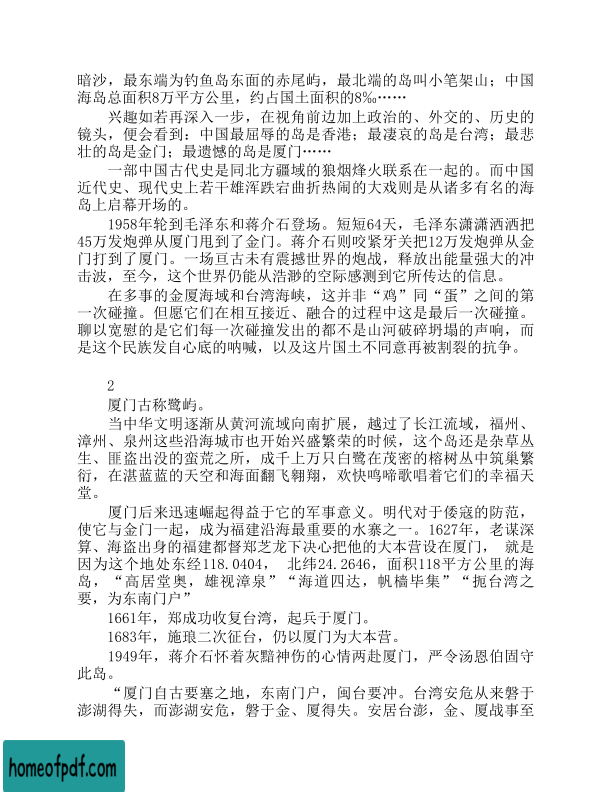 暗沙，最东端为钓鱼岛东面的赤尾屿，最北端的岛叫小笔架山；中国
海岛总面积8万平方公里，约占国土面积的8‰……
兴趣如若再深入一步，在视角前边加上政治的、外交的、历史的
镜头，便会看到：中国最屈辱的岛是香港；最凄哀的岛是台湾；最悲
壮的岛是金门；最遗憾的岛是厦门……
一部中国古代史是同北方疆域的狼烟烽火联系在一起的。而中国
近代史、现代史上若干雄浑跌宕曲折热闹的大戏则是从诸多有名的海
岛上启幕开场的。
1958年轮到毛泽东和蒋介石登场。短短64天，毛泽东潇潇洒洒把
45万发炮弹从厦门甩到了金门。蒋介石则咬紧牙关把12万发炮弹从金
门打到了厦门。一场亘古未有震撼世界的炮战，释放出能量强大的冲
击波，至今，这个世界仍能从浩渺的空际感测到它所传达的信息。
在多事的金厦海域和台湾海峡，这并非“鸡”同“蛋”之间的第
一次碰撞。但愿它们在相互接近、融合的过程中这是最后一次碰撞。
聊以宽慰的是它们每一次碰撞发出的都不是山河破碎坍塌的声响，而
是这个民族发自心底的呐喊，以及这片国土不同意再被割裂的抗争。
2
厦门古称鹭屿。
当中华文明逐渐从黄河流域向南扩展，越过了长江流域，福州、
漳州、泉州这些沿海城市也开始兴盛繁荣的时候，这个岛还是杂草丛
生、匪盗出没的蛮荒之所，成千上万只白鹭在茂密的榕树丛中筑巢繁
衍，在湛蓝蓝的天空和海面翻飞翱翔，欢快鸣啼歌唱着它们的幸福天
堂。
厦门后来迅速崛起得益于它的军事意义。明代对于倭寇的防范，
使它与金门一起，成为福建沿海最重要的水寨之一。1627年，老谋深
算、海盗出身的福建都督郑芝龙下决心把他的大本营设在厦门， 就是
因为这个地处东经118.0404， 北纬24.2646，面积118平方公里的海
岛，“高居堂奥，雄视漳泉”“海道四达，帆樯毕集”“扼台湾之
要，为东南门户”
1661年，郑成功收复台湾，起兵于厦门。
1683年，施琅二次征台，仍以厦门为大本营。
1949年，蒋介石怀着灰黯神伤的心情两赴厦门，严令汤恩伯固守
此岛。
“厦门自古要塞之地，东南门户，闽台要冲。台湾安危从来磐于
澎湖得失，而澎湖安危，磐于金、厦得失。安居台澎，金、厦战事至
homeofpdf.com